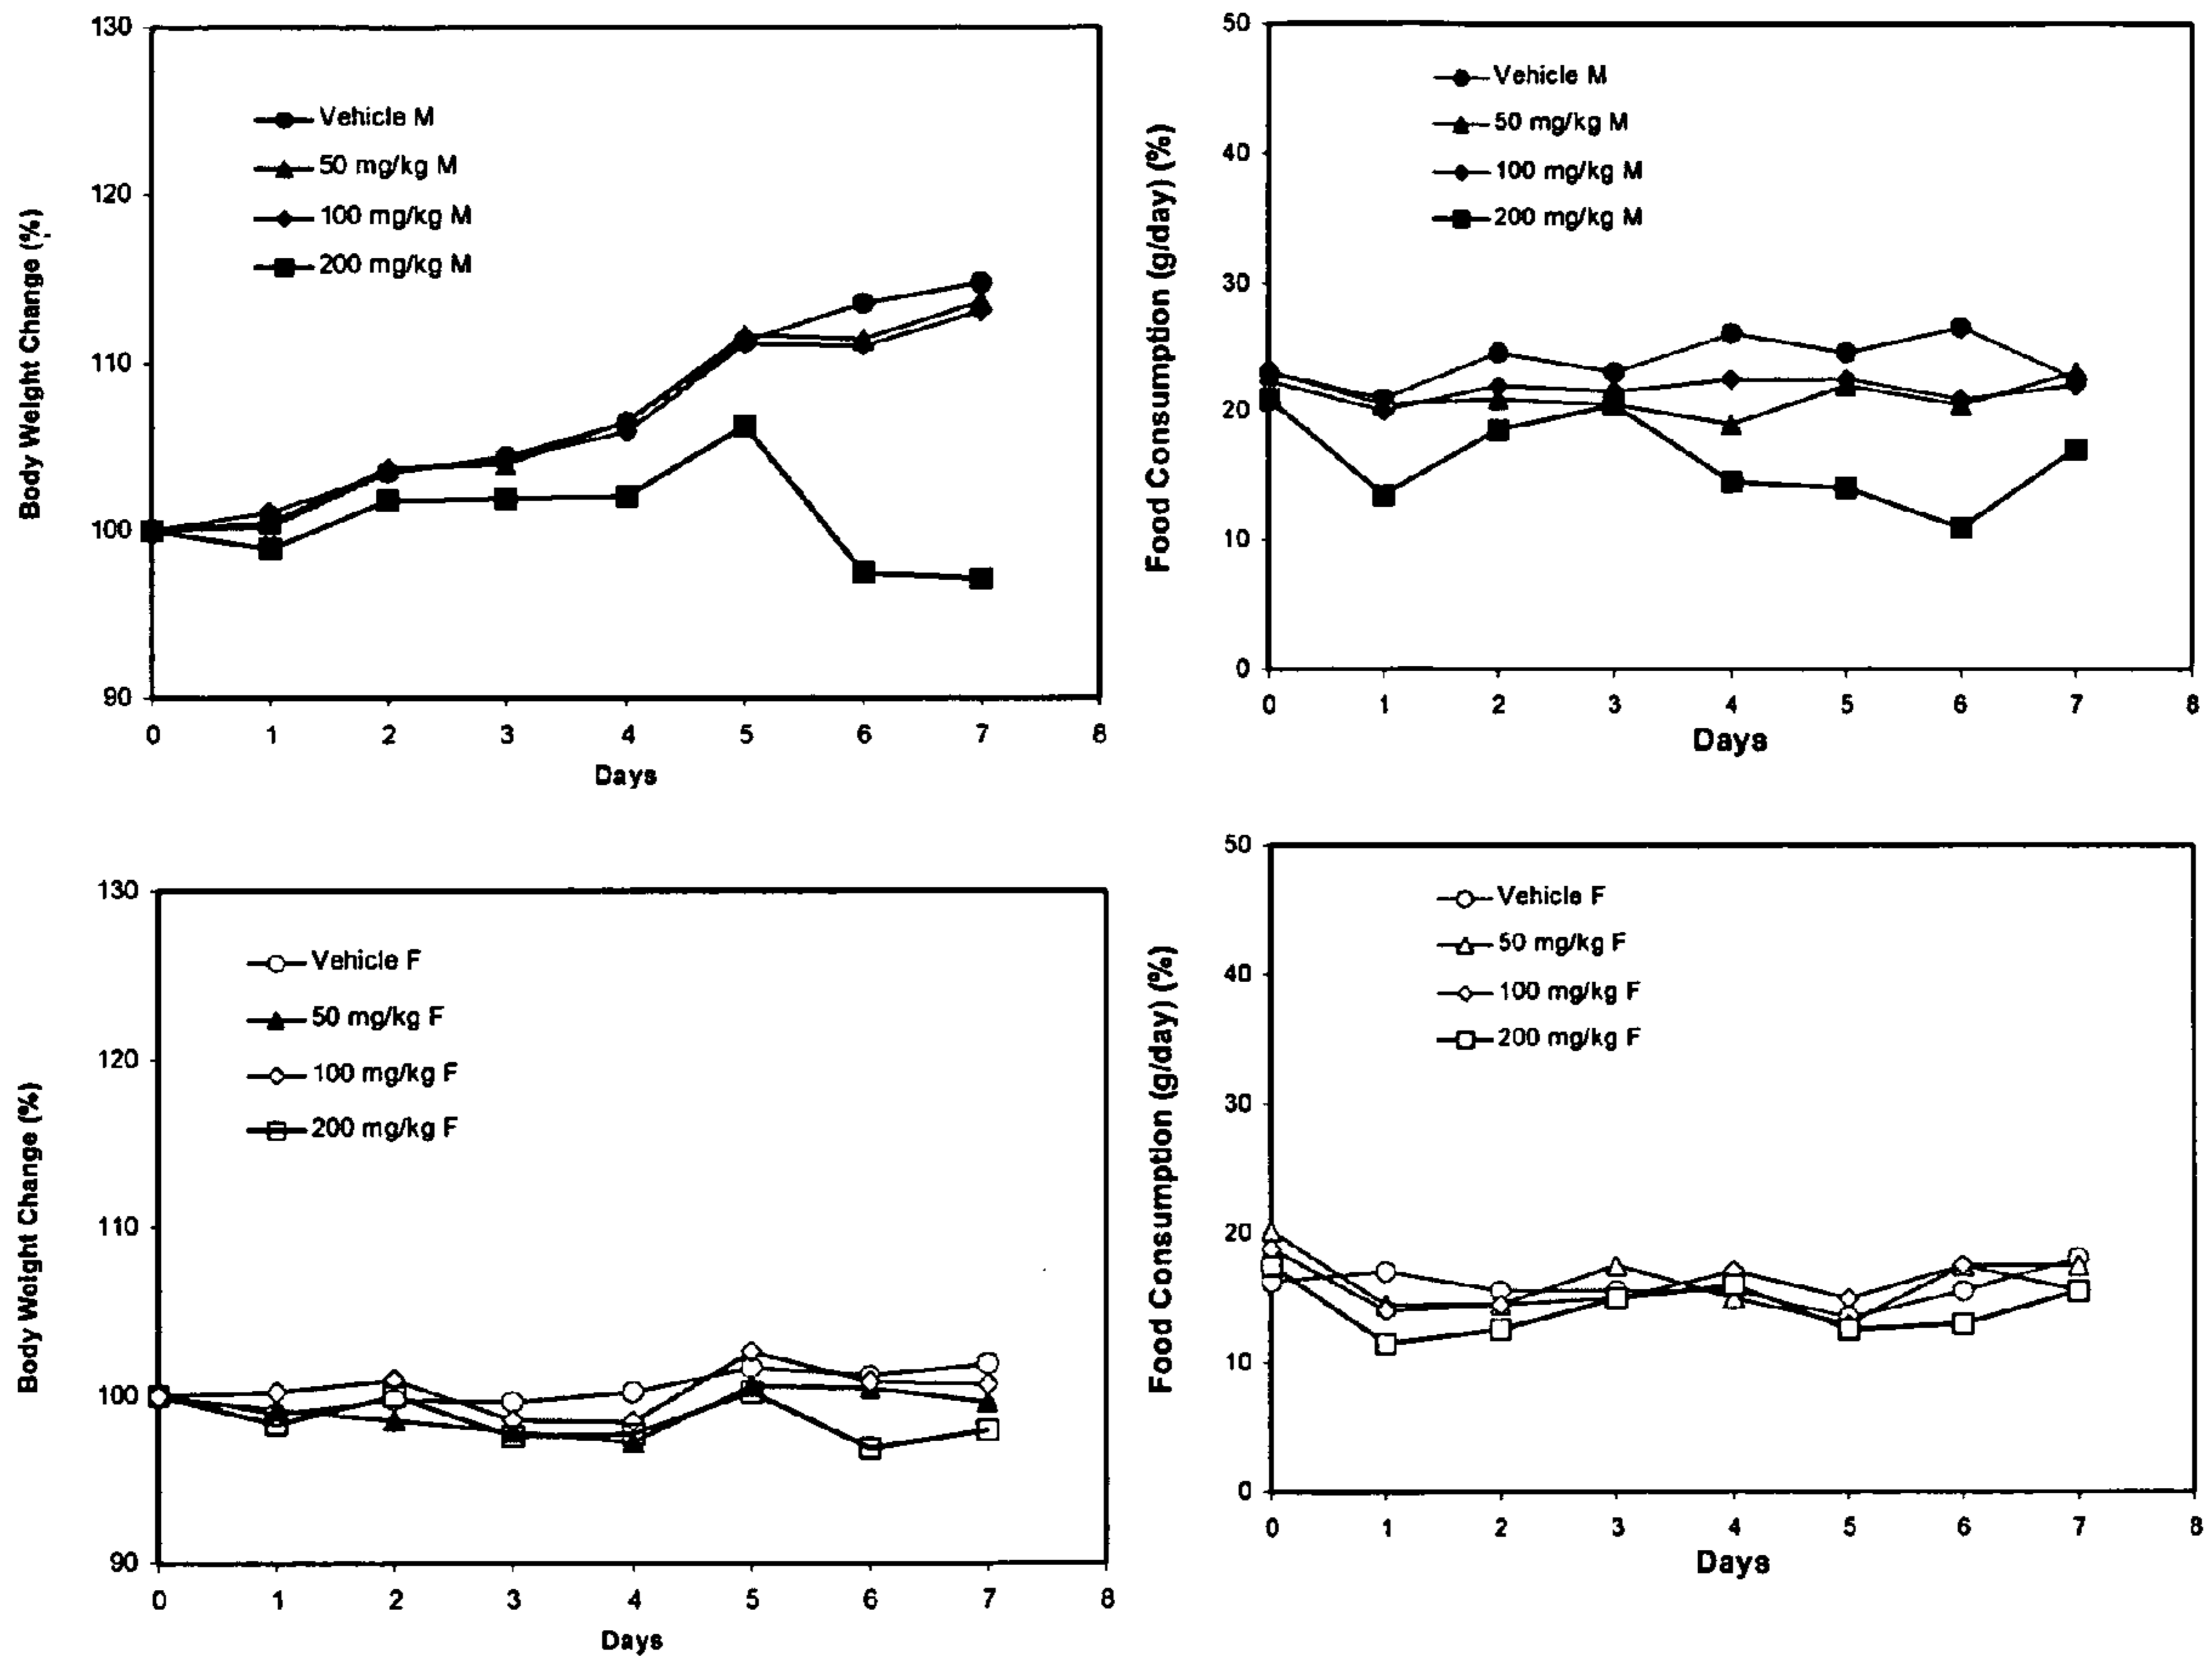 130
120
110
100
90
Body Weight Change (%)
Vehicle M
50 mg/kg M
100 mg/kg M
200 mg/kg M
0 1 2 3 4 5 6 7 8
Days
50
40
30
20
10
0
Food Consumption (g/day) (%)
Vehicle M
50 mg/kg M
100 mg/kg M
200 mg/kg M
0 1 2 3 4 5 6 7 8
Days
130
120
110
100
90
Body Weight Change (%)
Vehicle F
50 mg/kg F
100 mg/kg F
200 mg/kg F
0 1 2 3 4 5 6 7 8
Days
50
40
30
20
10
0
Food Consumption (g/day) (%)
Vehicle F
50 mg/kg F
100 mg/kg F
200 mg/kg F
0 1 2 3 4 5 6 7 8
Days